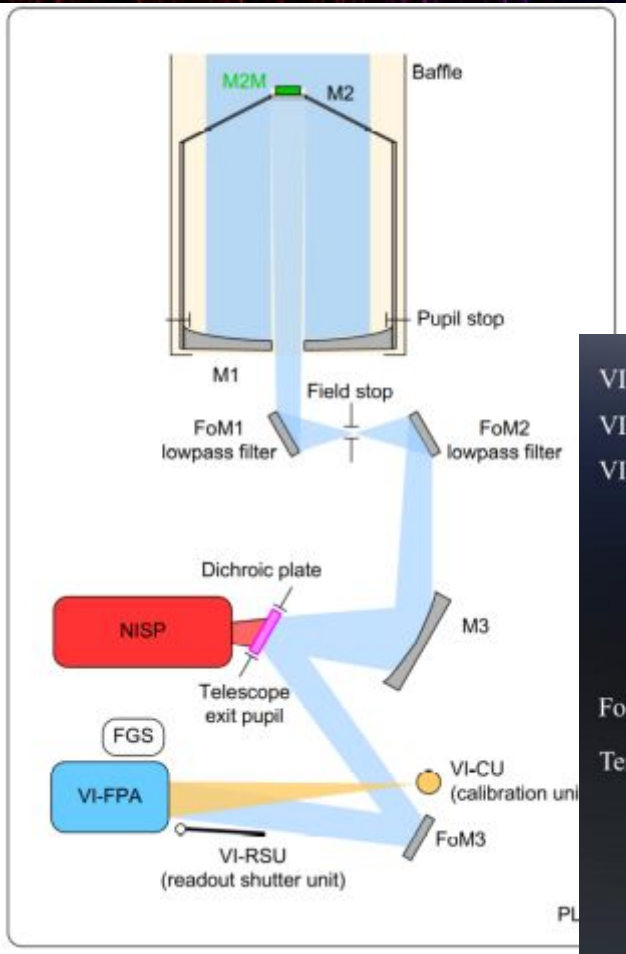 M2M
M2
Baffle
Pupil stop
M1
Field stop
FoM1
lowpass filter
FoM2
lowpass filter
Dichroic plate
NISP
M3
Telescope
exit pupil
FGS
VI-FPA
VI-CU
(calibration uni
FoM3
VI-RSU
(readout shutter unit)
PL
VI
VI
VI
Fo
Te